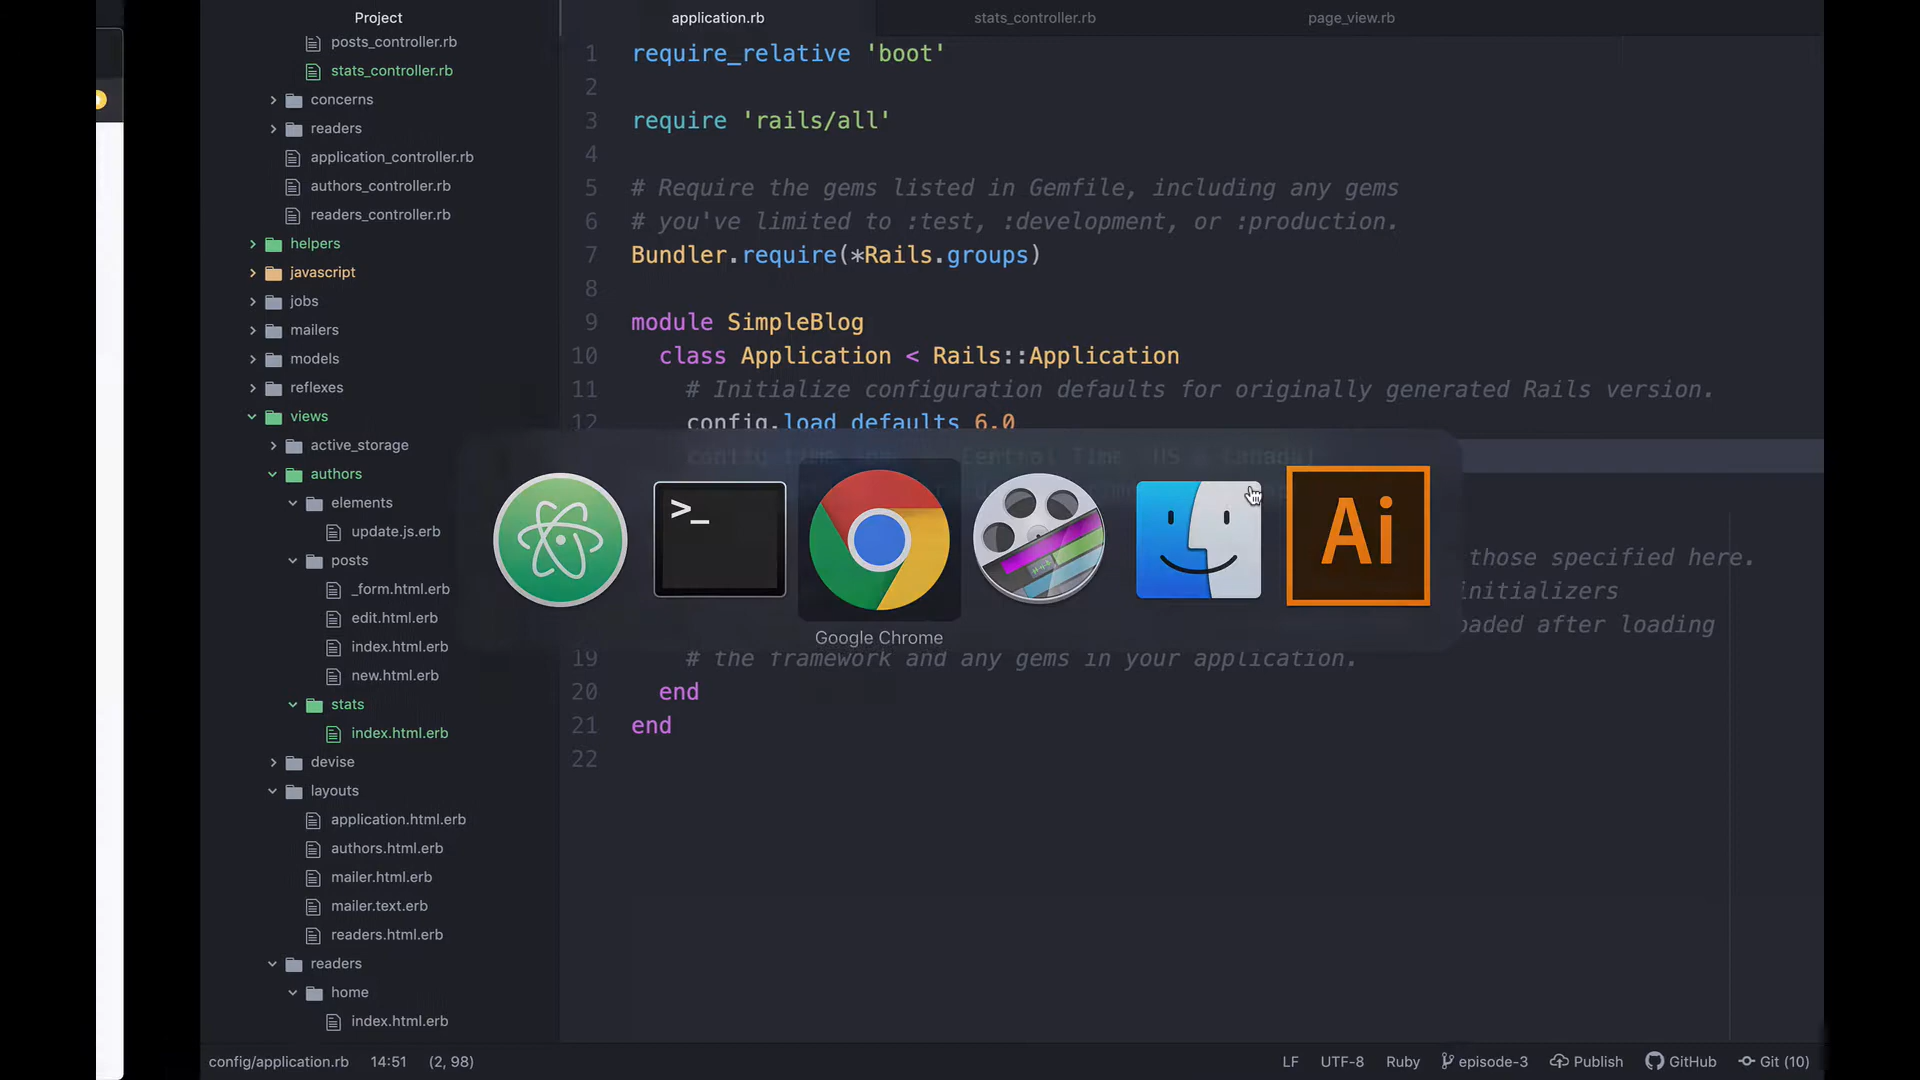 Project
posts_controller.rb
stats_controller.rb
concerns
readers
application_controller.rb
authors_controller.rb
readers_controller.rb
helpers
javascript
jobs
mailers
models
reflexes
views
active_storage
authors
elements
update.js.erb
posts
_form.html.erb
edit.html.erb
index.html.erb
new.html.erb
stats
index.html.erb
devise
layouts
application.html.erb
authors.html.erb
mailer.html.erb
mailer.text.erb
readers.html.erb
readers
home
index.html.erb
application.rb
stats_controller.rb
page_view.rb
1 require_relative 'boot'
2
3 require 'rails/all'
4
5 # Require the gems listed in Gemfile, including any gems
6 # you've limited to :test, :development, or :production.
7 Bundler.require(*Rails.groups)
8
9 module SimpleBlog
10 class Application < Rails::Application
11 # Initialize configuration defaults for originally generated Rails version.
12 config.load_defaults 6.0
Central Time (US & Canada)
those specified here.
initializers
loading
19 # the framework and any gems in your application.
20 end
21 end
22
>_
Ai
Google Chrome
config/application.rb 14:51 (2, 98)
LF UTF-8 Ruby episode-3 Publish GitHub Git (10)